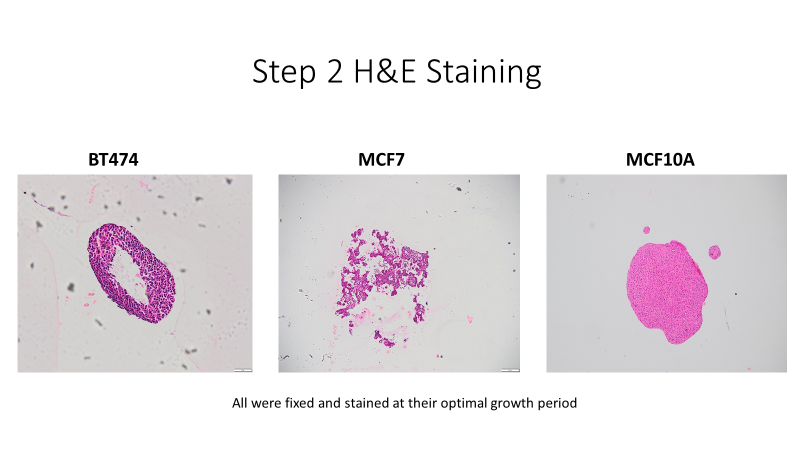 Step 2 H&E Staining
BT474
MCF7
MCF10A
All were fixed and stained at their optimal growth period